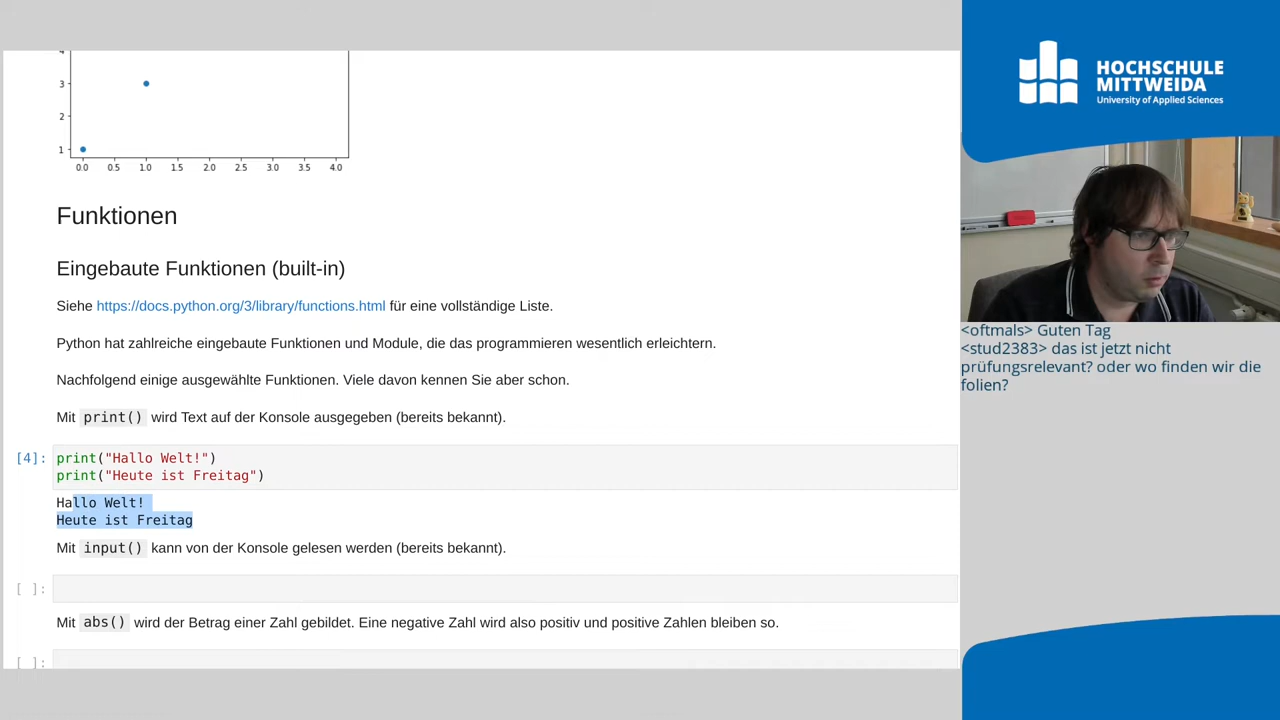 4
3
2
1
0.0 0.5 1.0 1.5 2.0 2.5 3.0 3.5 4.0
Funktionen
Eingebaute Funktionen (built-in)
Siehe https://docs.python.org/3/library/functions.html für eine vollständige Liste.
Python hat zahlreiche eingebaute Funktionen und Module, die das programmieren wesentlich erleichtern.
Nachfolgend einige ausgewählte Funktionen. Viele davon kennen Sie aber schon.
Mit print() wird Text auf der Konsole ausgegeben (bereits bekannt).
[4]: print("Hallo Welt!")
print("Heute ist Freitag")
Hallo Welt!
Heute ist Freitag
Mit input() kann von der Konsole gelesen werden (bereits bekannt).
[ ]:
Mit abs() wird der Betrag einer Zahl gebildet. Eine negative Zahl wird also positiv und positive Zahlen bleiben so.
[ ]:
HOCHSCHULE
MITTWEIDA
University of Applied Sciences
<oftmals> Guten Tag
<stud2383> das ist jetzt nicht
prüfungsrelevant? oder wo finden wir die
folien?